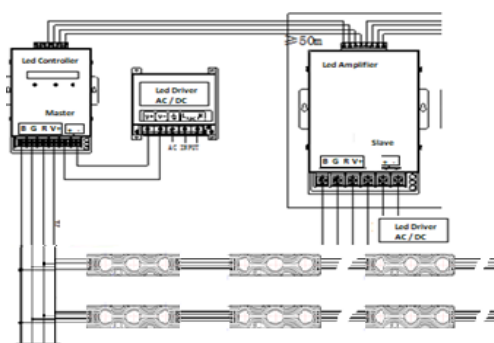 ≥50m
Led Controller
Led Amplifier
Led Driver
AC / DC
Master
B G R V+ + -
V+ V-
AC INPUT
Slave
B G R V+ + -
Led Driver
AC / DC